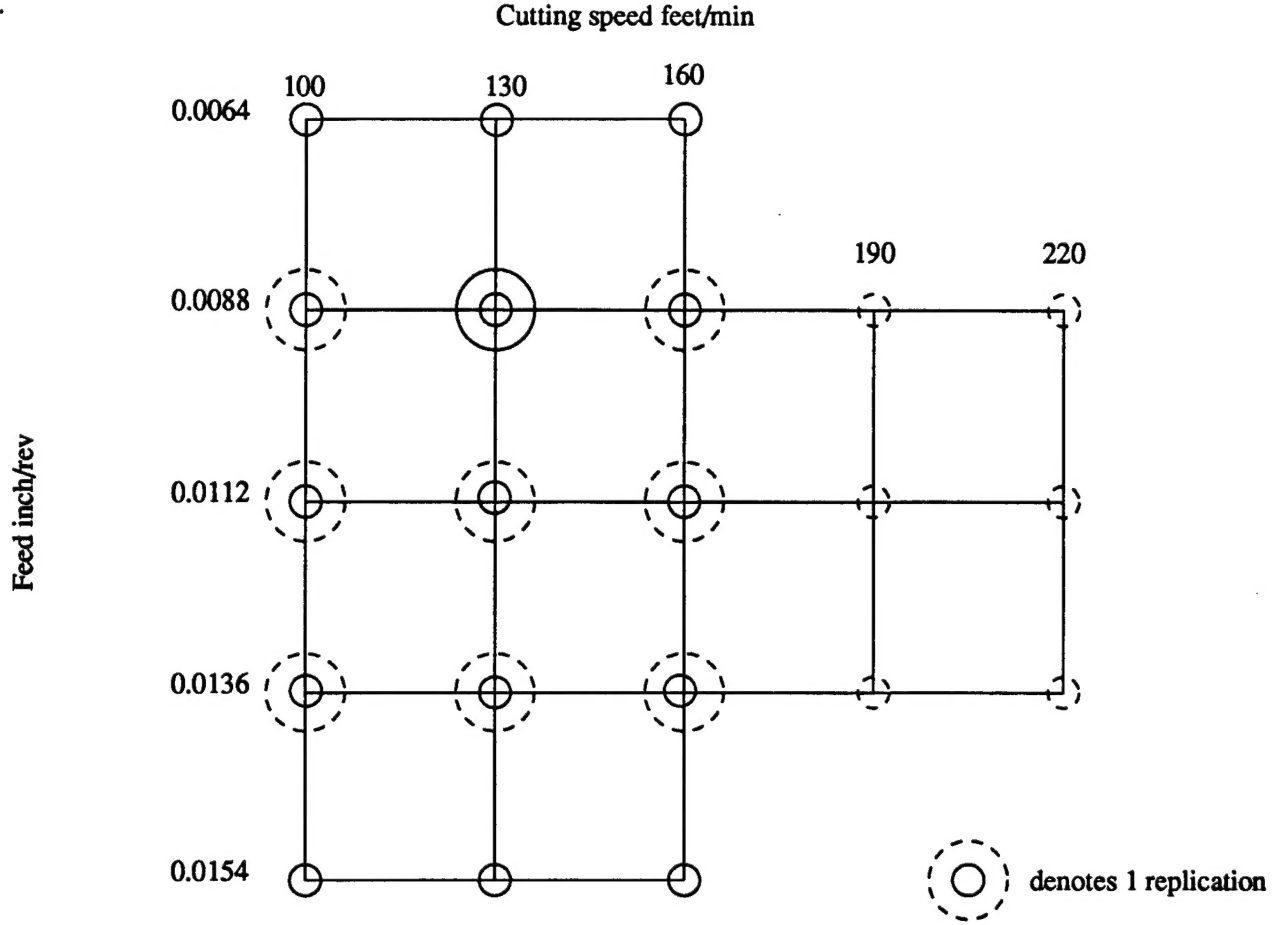 Cutting speed feet/min
100 130 160
0.0064
190 220
0.0088
Feed inch/rev
0.0112
0.0136
0.0154
denotes 1 replication